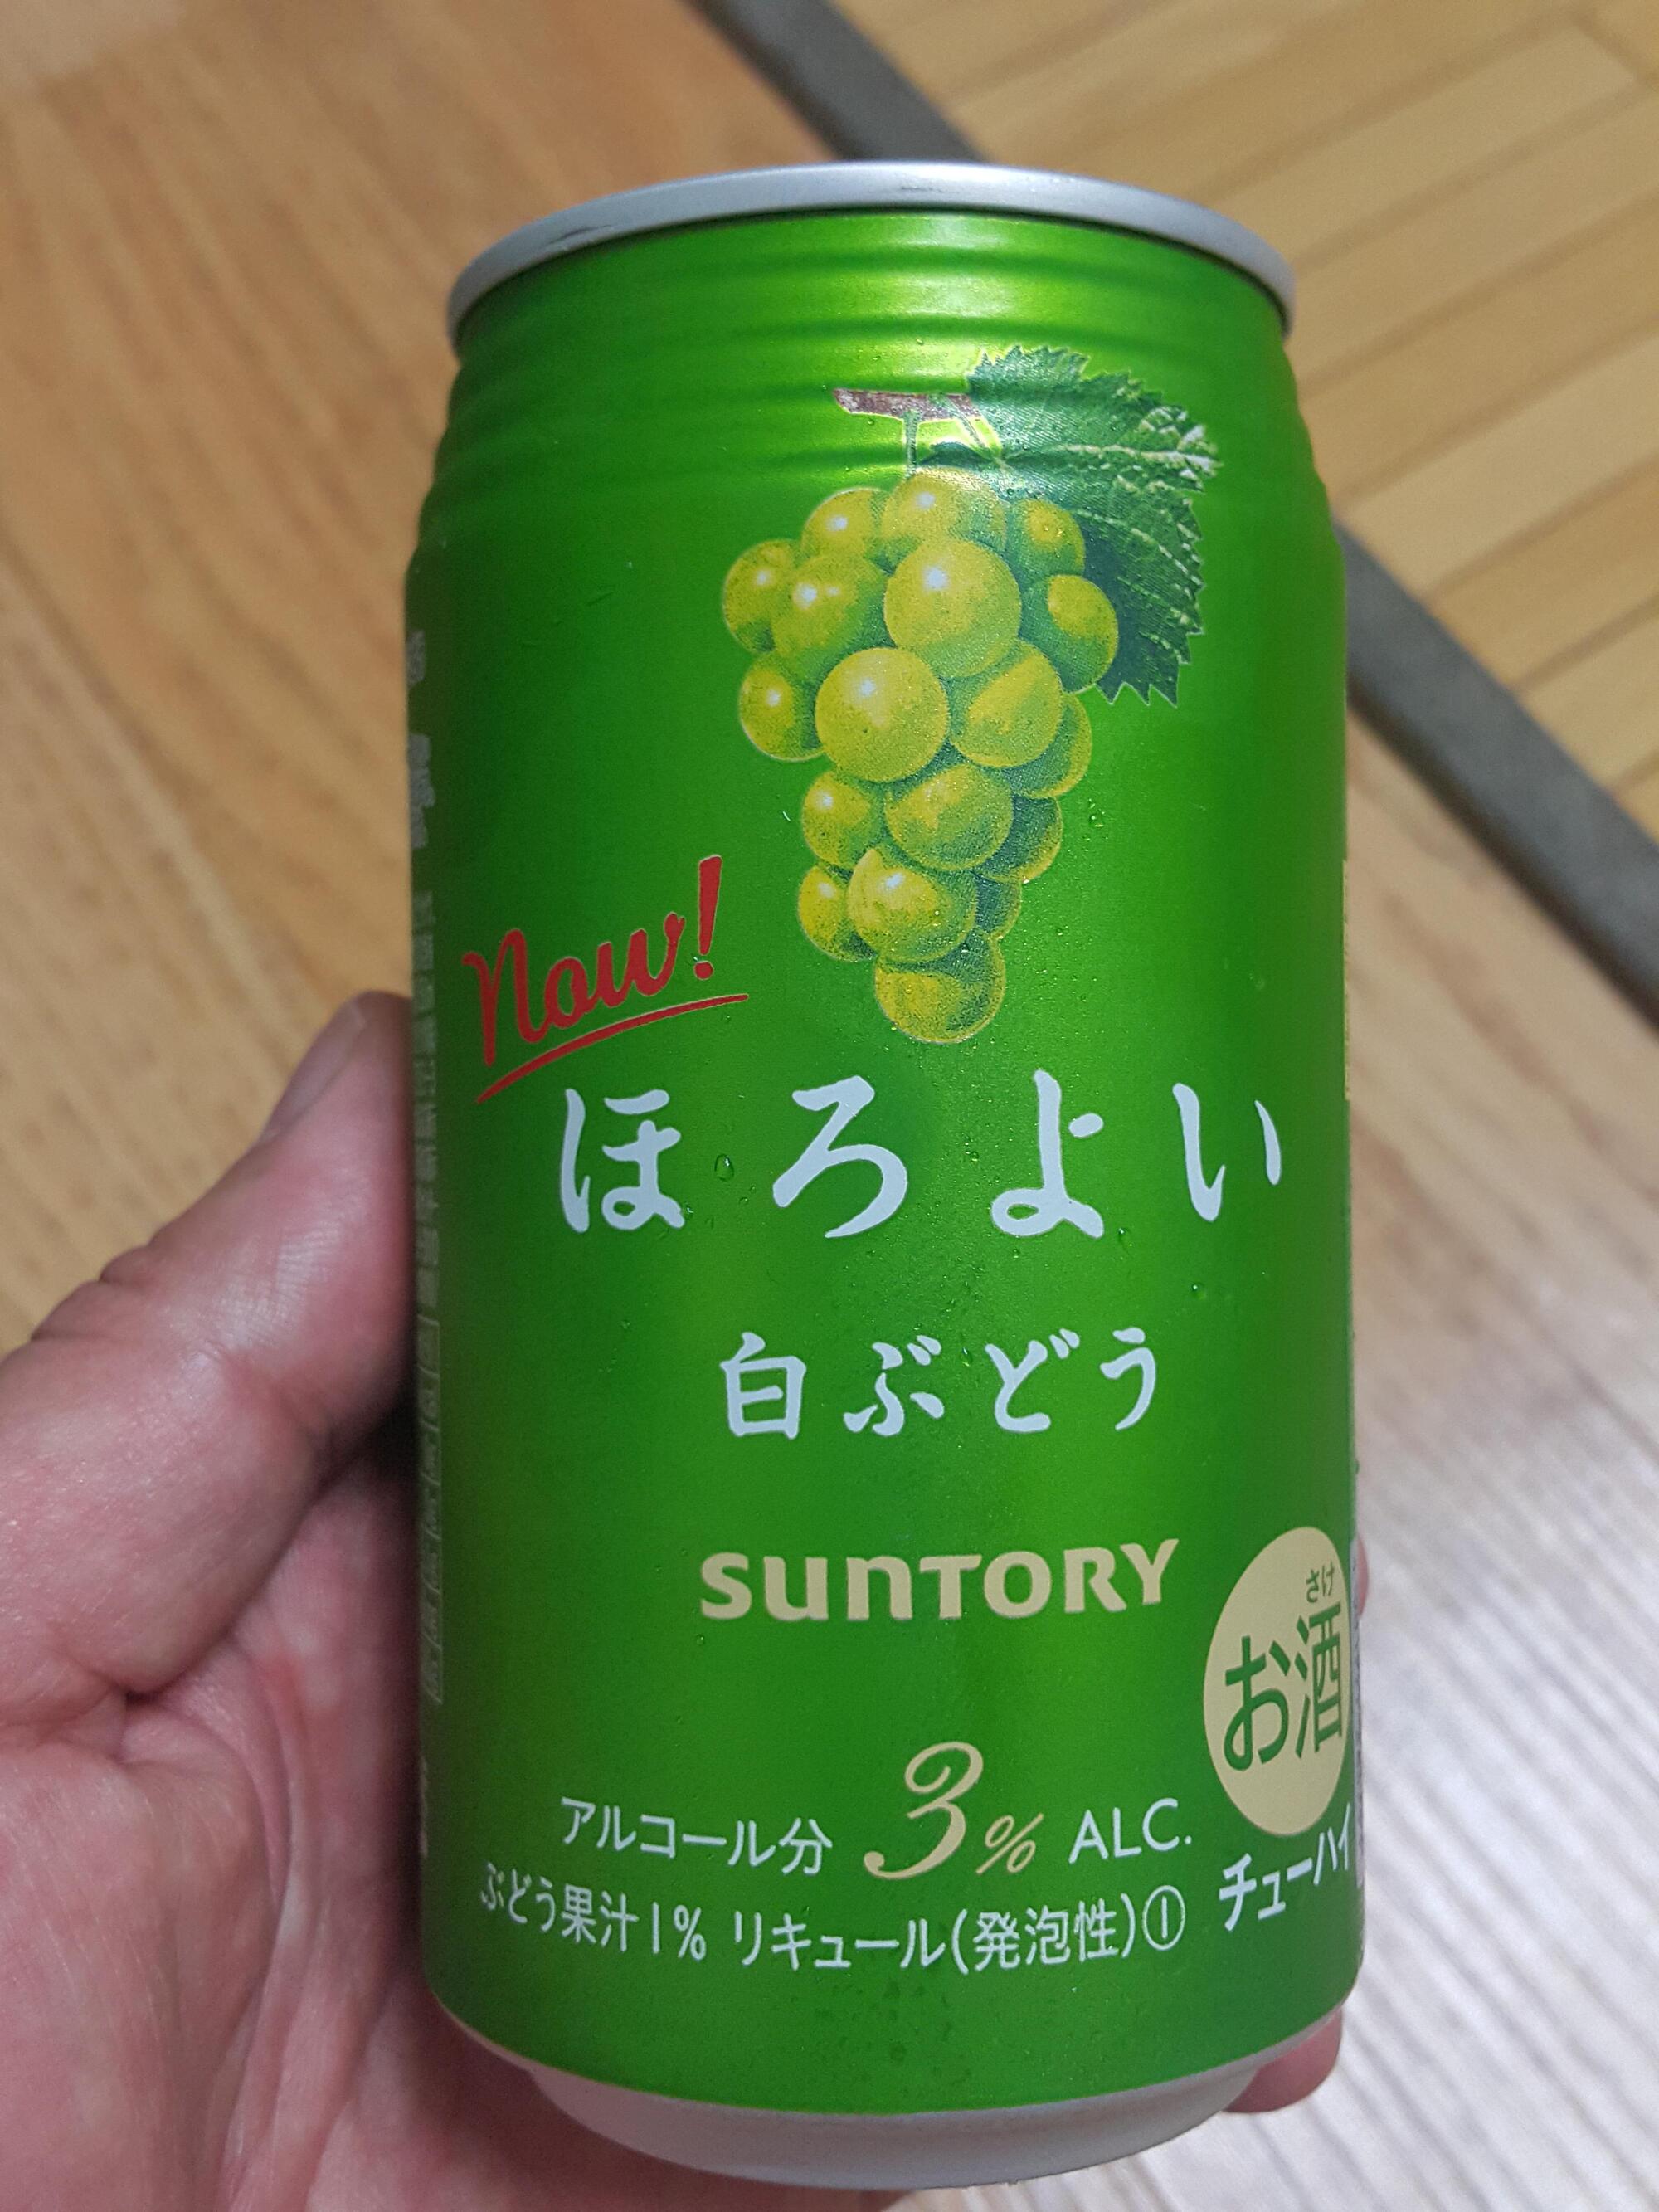 Now!
ほろよい
白ぶどう
SUNTORY
さけ
お酒
アルコール分 3% ALC.
チューハイ
ぶどう果汁1% リキュール(発泡性)①